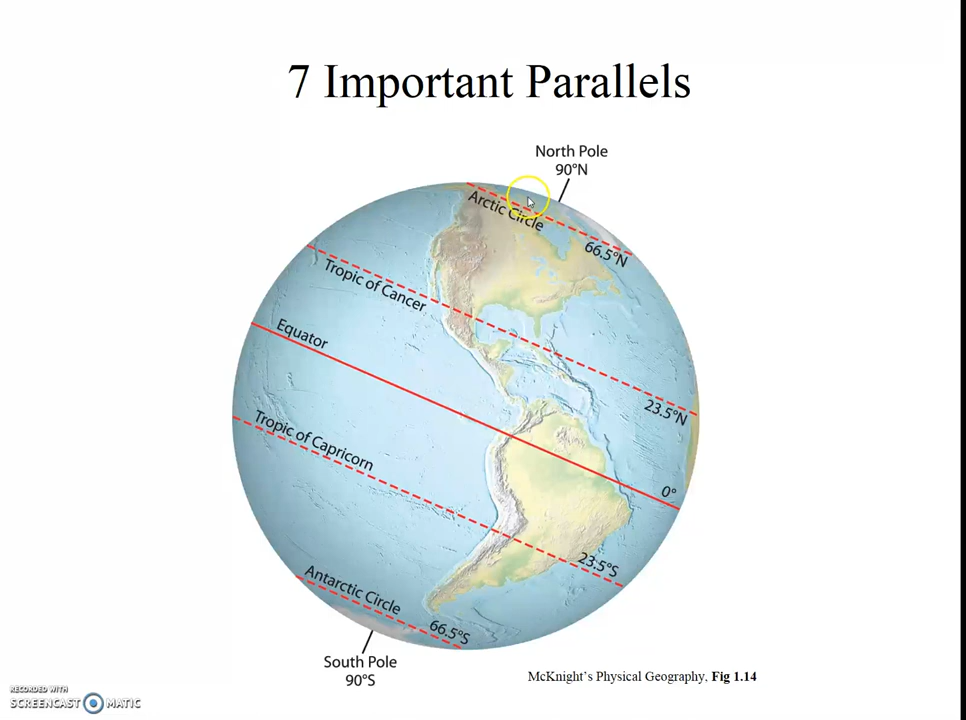 7 Important Parallels
North Pole
90°N
Arctic Circle
66.5°N
Tropic of Cancer
Equator
23.5°N
Tropic of Capricorn
0°
23.5°S
Antarctic Circle
66.5°S
South Pole
90°S
McKnight's Physical Geography, Fig 1.14
RECORDED WITH
SCREENCAST MATIC